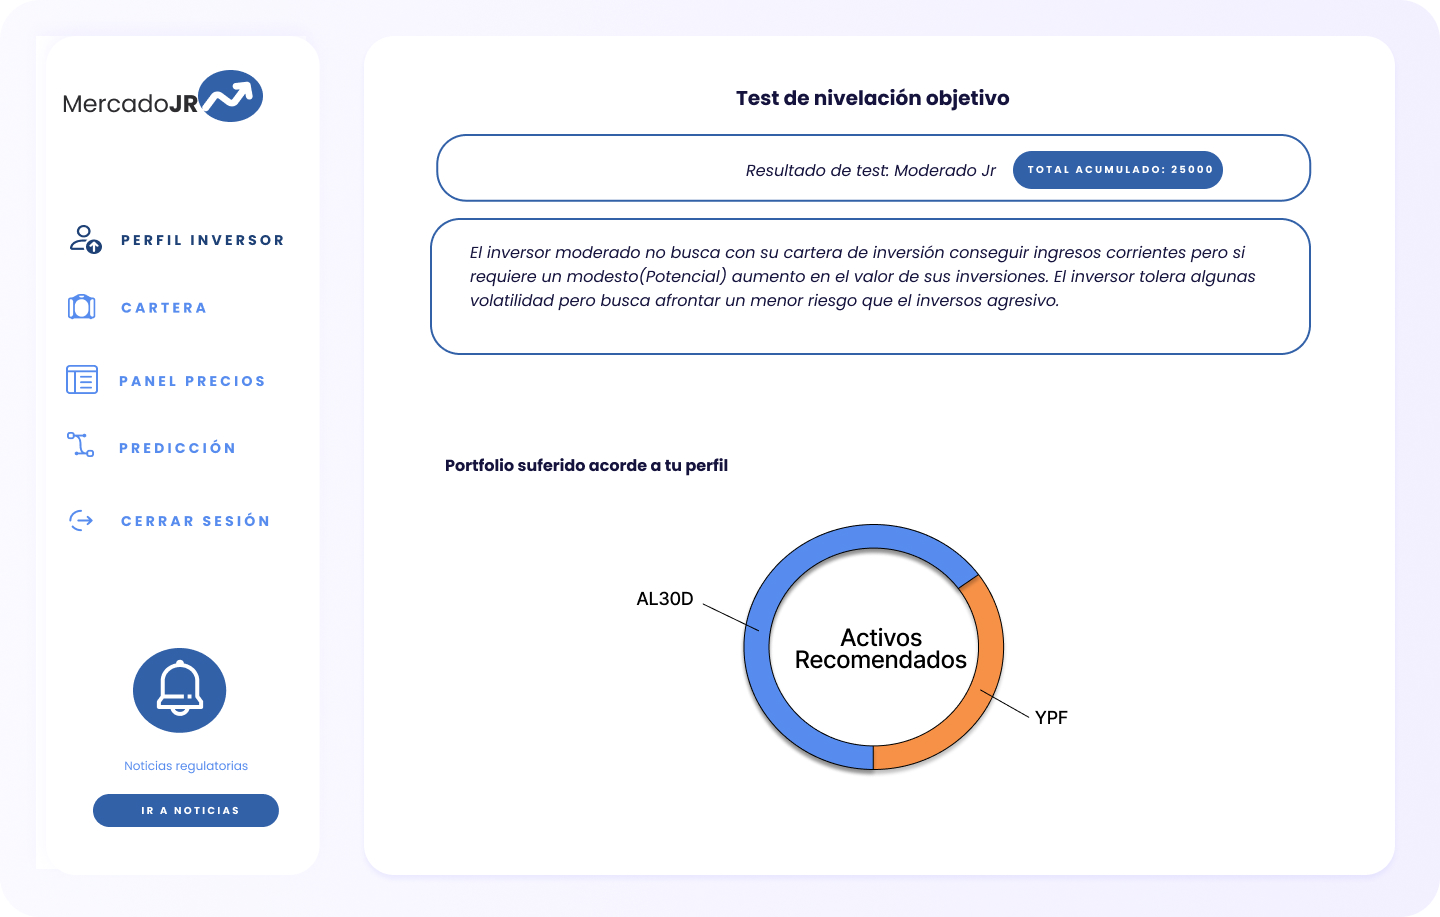 MercadoJR
PERFIL INVERSOR
CARTERA
PANEL PRECIOS
PREDICCIÓN
CERRAR SESIÓN
Noticias regulatorias
IR A NOTICIAS
Test de nivelación objetivo
Resultado de test: Moderado Jr
TOTAL ACUMULADO: 25000
El inversor moderado no busca con su cartera de inversión conseguir ingresos corrientes pero si
requiere un modesto(Potencial) aumento en el valor de sus inversiones. El inversor tolera algunas
volatilidad pero busca afrontar un menor riesgo que el inversos agresivo.
Portfolio suferido acorde a tu perfil
AL30D
Activos
Recomendados
YPF